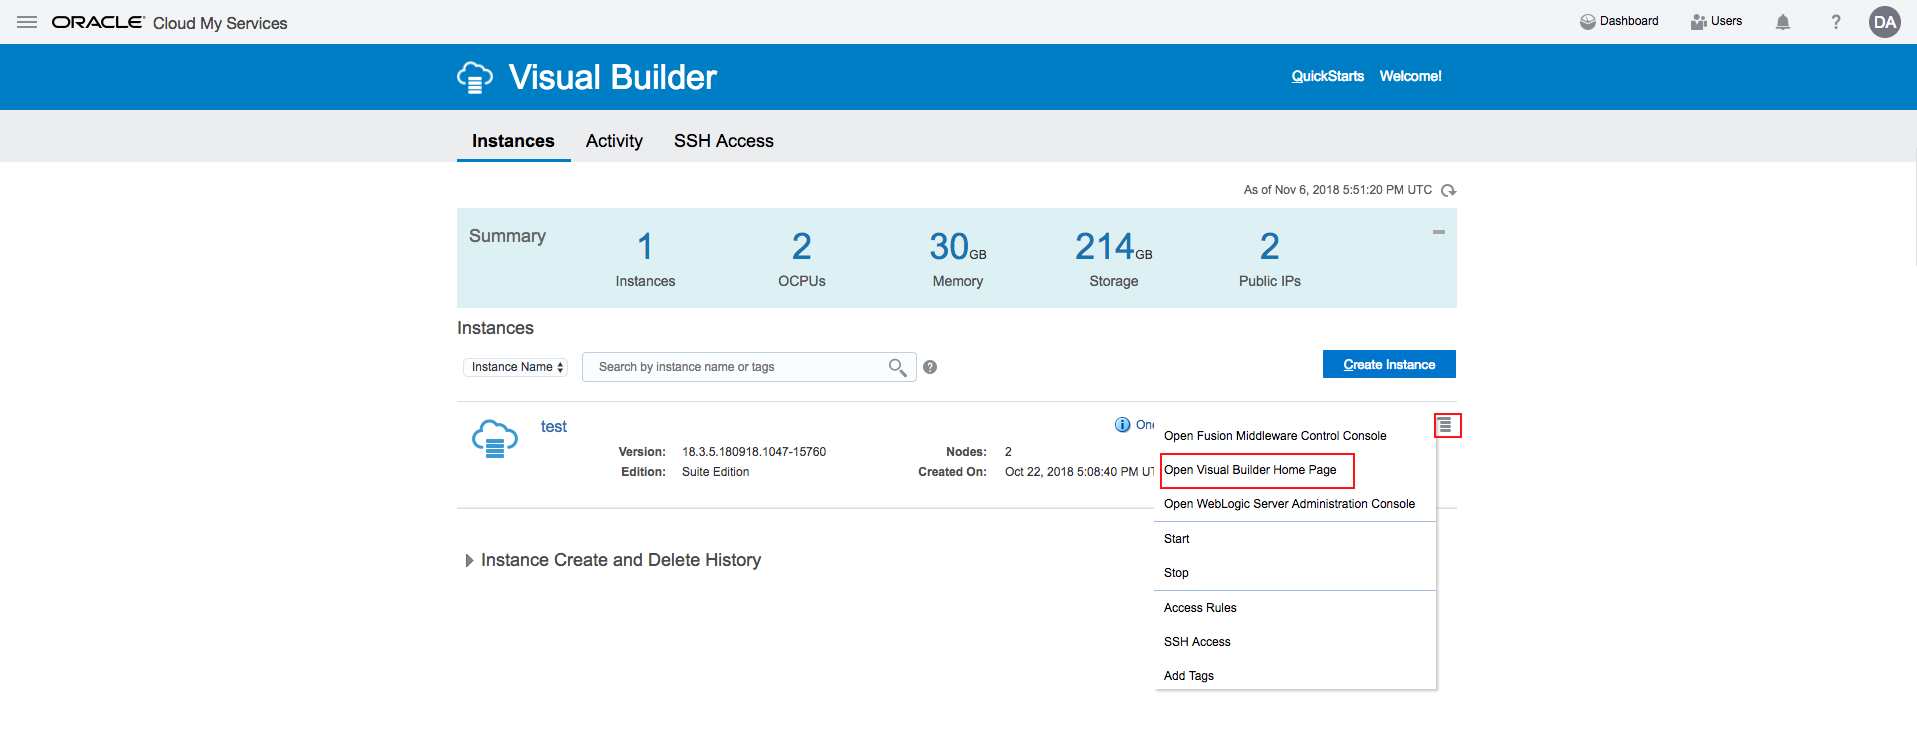 ORACLE Cloud My Services
Dashboard
Users
?
DA
Visual Builder
QuickStarts
Welcome!
Instances
Activity
SSH Access
As of Nov 6, 2018 5:51:20 PM UTC
Summary
1
2
30 GB
214 GB
2
Instances
OCPUs
Memory
Storage
Public IPs
Instances
Instance Name
Search by instance name or tags
?
Create Instance
test
i
Version: 18.3.5.180918.1047-15760
Nodes: 2
Edition: Suite Edition
Created On: Oct 22, 2018 5:08:40 PM
Open Fusion Middleware Control Console
Open Visual Builder Home Page
Open WebLogic Server Administration Console
Start
Stop
Access Rules
SSH Access
Add Tags
Instance Create and Delete History